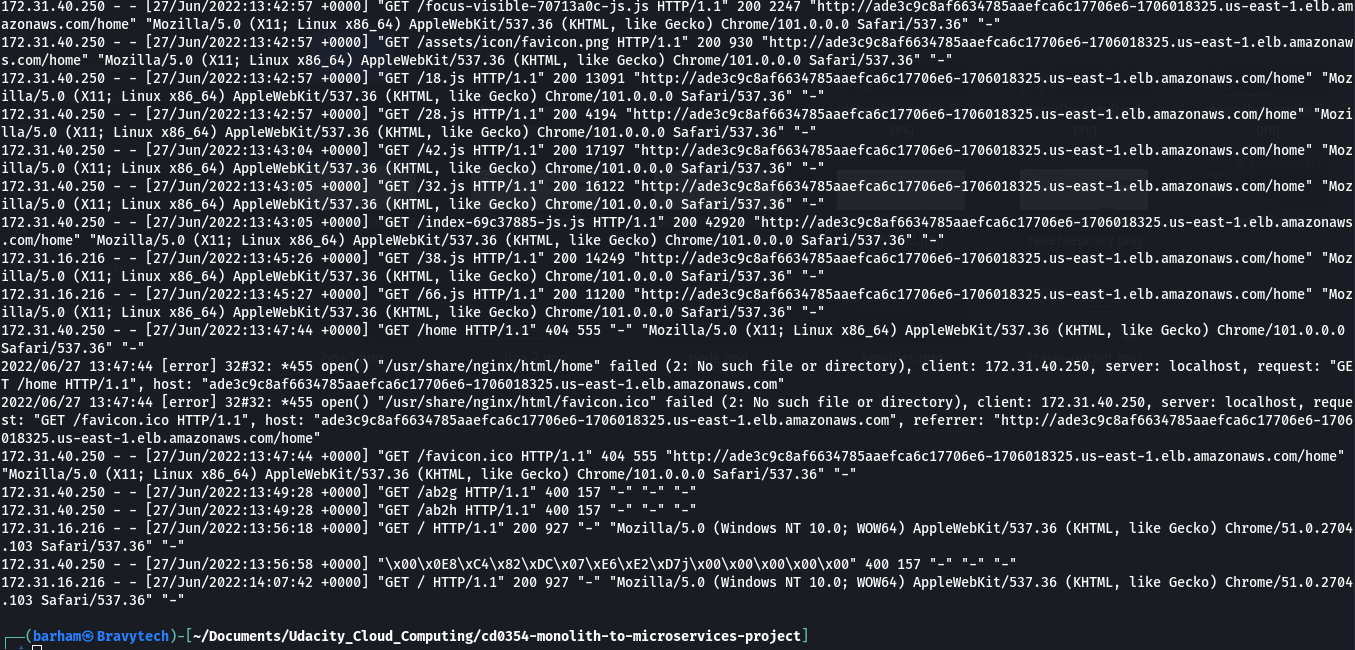 172.31.40.250 - - [27/Jun/2022:13:42:57 +0000] "GET /focus-visible-70713a0c-js.js HTTP/1.1" 200 2247 "http://ade3c9c8af6634785aaefca6c17706e6-1706018325.us-east-1.elb.am
azonaws.com/home" "Mozilla/5.0 (X11; Linux x86_64) AppleWebKit/537.36 (KHTML, like Gecko) Chrome/101.0.0.0 Safari/537.36" "-"
172.31.40.250 - - [27/Jun/2022:13:42:57 +0000] "GET /assets/icon/favicon.png HTTP/1.1" 200 930 "http://ade3c9c8af6634785aaefca6c17706e6-1706018325.us-east-1.elb.amazonaw
s.com/home" "Mozilla/5.0 (X11; Linux x86_64) AppleWebKit/537.36 (KHTML, like Gecko) Chrome/101.0.0.0 Safari/537.36" "-"
172.31.40.250 - - [27/Jun/2022:13:42:57 +0000] "GET /18.js HTTP/1.1" 200 13091 "http://ade3c9c8af6634785aaefca6c17706e6-1706018325.us-east-1.elb.amazonaws.com/home" "Moz
illa/5.0 (X11; Linux x86_64) AppleWebKit/537.36 (KHTML, like Gecko) Chrome/101.0.0.0 Safari/537.36" "-"
172.31.40.250 - - [27/Jun/2022:13:42:57 +0000] "GET /28.js HTTP/1.1" 200 4194 "http://ade3c9c8af6634785aaefca6c17706e6-1706018325.us-east-1.elb.amazonaws.com/home" "Mozi
lla/5.0 (X11; Linux x86_64) AppleWebKit/537.36 (KHTML, like Gecko) Chrome/101.0.0.0 Safari/537.36" "-"
172.31.40.250 - - [27/Jun/2022:13:43:04 +0000] "GET /42.js HTTP/1.1" 200 17197 "http://ade3c9c8af6634785aaefca6c17706e6-1706018325.us-east-1.elb.amazonaws.com/home" "Moz
illa/5.0 (X11; Linux x86_64) AppleWebKit/537.36 (KHTML, like Gecko) Chrome/101.0.0.0 Safari/537.36" "-"
172.31.40.250 - - [27/Jun/2022:13:43:05 +0000] "GET /32.js HTTP/1.1" 200 16122 "http://ade3c9c8af6634785aaefca6c17706e6-1706018325.us-east-1.elb.amazonaws.com/home" "Moz
illa/5.0 (X11; Linux x86_64) AppleWebKit/537.36 (KHTML, like Gecko) Chrome/101.0.0.0 Safari/537.36" "-"
172.31.40.250 - - [27/Jun/2022:13:43:05 +0000] "GET /index-69c37885-js.js HTTP/1.1" 200 42920 "http://ade3c9c8af6634785aaefca6c17706e6-1706018325.us-east-1.elb.amazonaws
.com/home" "Mozilla/5.0 (X11; Linux x86_64) AppleWebKit/537.36 (KHTML, like Gecko) Chrome/101.0.0.0 Safari/537.36" "-"
172.31.16.216 - - [27/Jun/2022:13:45:26 +0000] "GET /38.js HTTP/1.1" 200 14249 "http://ade3c9c8af6634785aaefca6c17706e6-1706018325.us-east-1.elb.amazonaws.com/home" "Moz
illa/5.0 (X11; Linux x86_64) AppleWebKit/537.36 (KHTML, like Gecko) Chrome/101.0.0.0 Safari/537.36" "-"
172.31.16.216 - - [27/Jun/2022:13:45:27 +0000] "GET /66.js HTTP/1.1" 200 11200 "http://ade3c9c8af6634785aaefca6c17706e6-1706018325.us-east-1.elb.amazonaws.com/home" "Moz
illa/5.0 (X11; Linux x86_64) AppleWebKit/537.36 (KHTML, like Gecko) Chrome/101.0.0.0 Safari/537.36" "-"
172.31.40.250 - - [27/Jun/2022:13:47:44 +0000] "GET /home HTTP/1.1" 404 555 "-" "Mozilla/5.0 (X11; Linux x86_64) AppleWebKit/537.36 (KHTML, like Gecko) Chrome/101.0.0.0
Safari/537.36" "-"
2022/06/27 13:47:44 [error] 32#32: *455 open() "/usr/share/nginx/html/home" failed (2: No such file or directory), client: 172.31.40.250, server: localhost, request: "GE
T /home HTTP/1.1", host: "ade3c9c8af6634785aaefca6c17706e6-1706018325.us-east-1.elb.amazonaws.com"
2022/06/27 13:47:44 [error] 32#32: *455 open() "/usr/share/nginx/html/favicon.ico" failed (2: No such file or directory), client: 172.31.40.250, server: localhost, reque
st: "GET /favicon.ico HTTP/1.1", host: "ade3c9c8af6634785aaefca6c17706e6-1706018325.us-east-1.elb.amazonaws.com", referrer: "http://ade3c9c8af6634785aaefca6c17706e6-1706
018325.us-east-1.elb.amazonaws.com/home"
172.31.40.250 - - [27/Jun/2022:13:47:44 +0000] "GET /favicon.ico HTTP/1.1" 404 555 "http://ade3c9c8af6634785aaefca6c17706e6-1706018325.us-east-1.elb.amazonaws.com/home"
"Mozilla/5.0 (X11; Linux x86_64) AppleWebKit/537.36 (KHTML, like Gecko) Chrome/101.0.0.0 Safari/537.36" "-"
172.31.40.250 - - [27/Jun/2022:13:49:28 +0000] "GET /ab2g HTTP/1.1" 400 157 "-" "-" "-"
172.31.40.250 - - [27/Jun/2022:13:49:28 +0000] "GET /ab2h HTTP/1.1" 400 157 "-" "-" "-"
172.31.16.216 - - [27/Jun/2022:13:56:18 +0000] "GET / HTTP/1.1" 200 927 "-" "Mozilla/5.0 (Windows NT 10.0; WOW64) AppleWebKit/537.36 (KHTML, like Gecko) Chrome/51.0.2704
.103 Safari/537.36" "-"
172.31.40.250 - - [27/Jun/2022:13:56:58 +0000] "\x00\x0E8\xC4\x82\xDC\x07\xE6\xE2\xD7j\x00\x00\x00\x00\x00" 400 157 "-" "-" "-"
172.31.16.216 - - [27/Jun/2022:14:07:42 +0000] "GET / HTTP/1.1" 200 927 "-" "Mozilla/5.0 (Windows NT 10.0; WOW64) AppleWebKit/537.36 (KHTML, like Gecko) Chrome/51.0.2704
.103 Safari/537.36" "-"
(barham㉿Bravytech)-[~/Documents/Udacity_Cloud_Computing/cd0354-monolith-to-microservices-project]